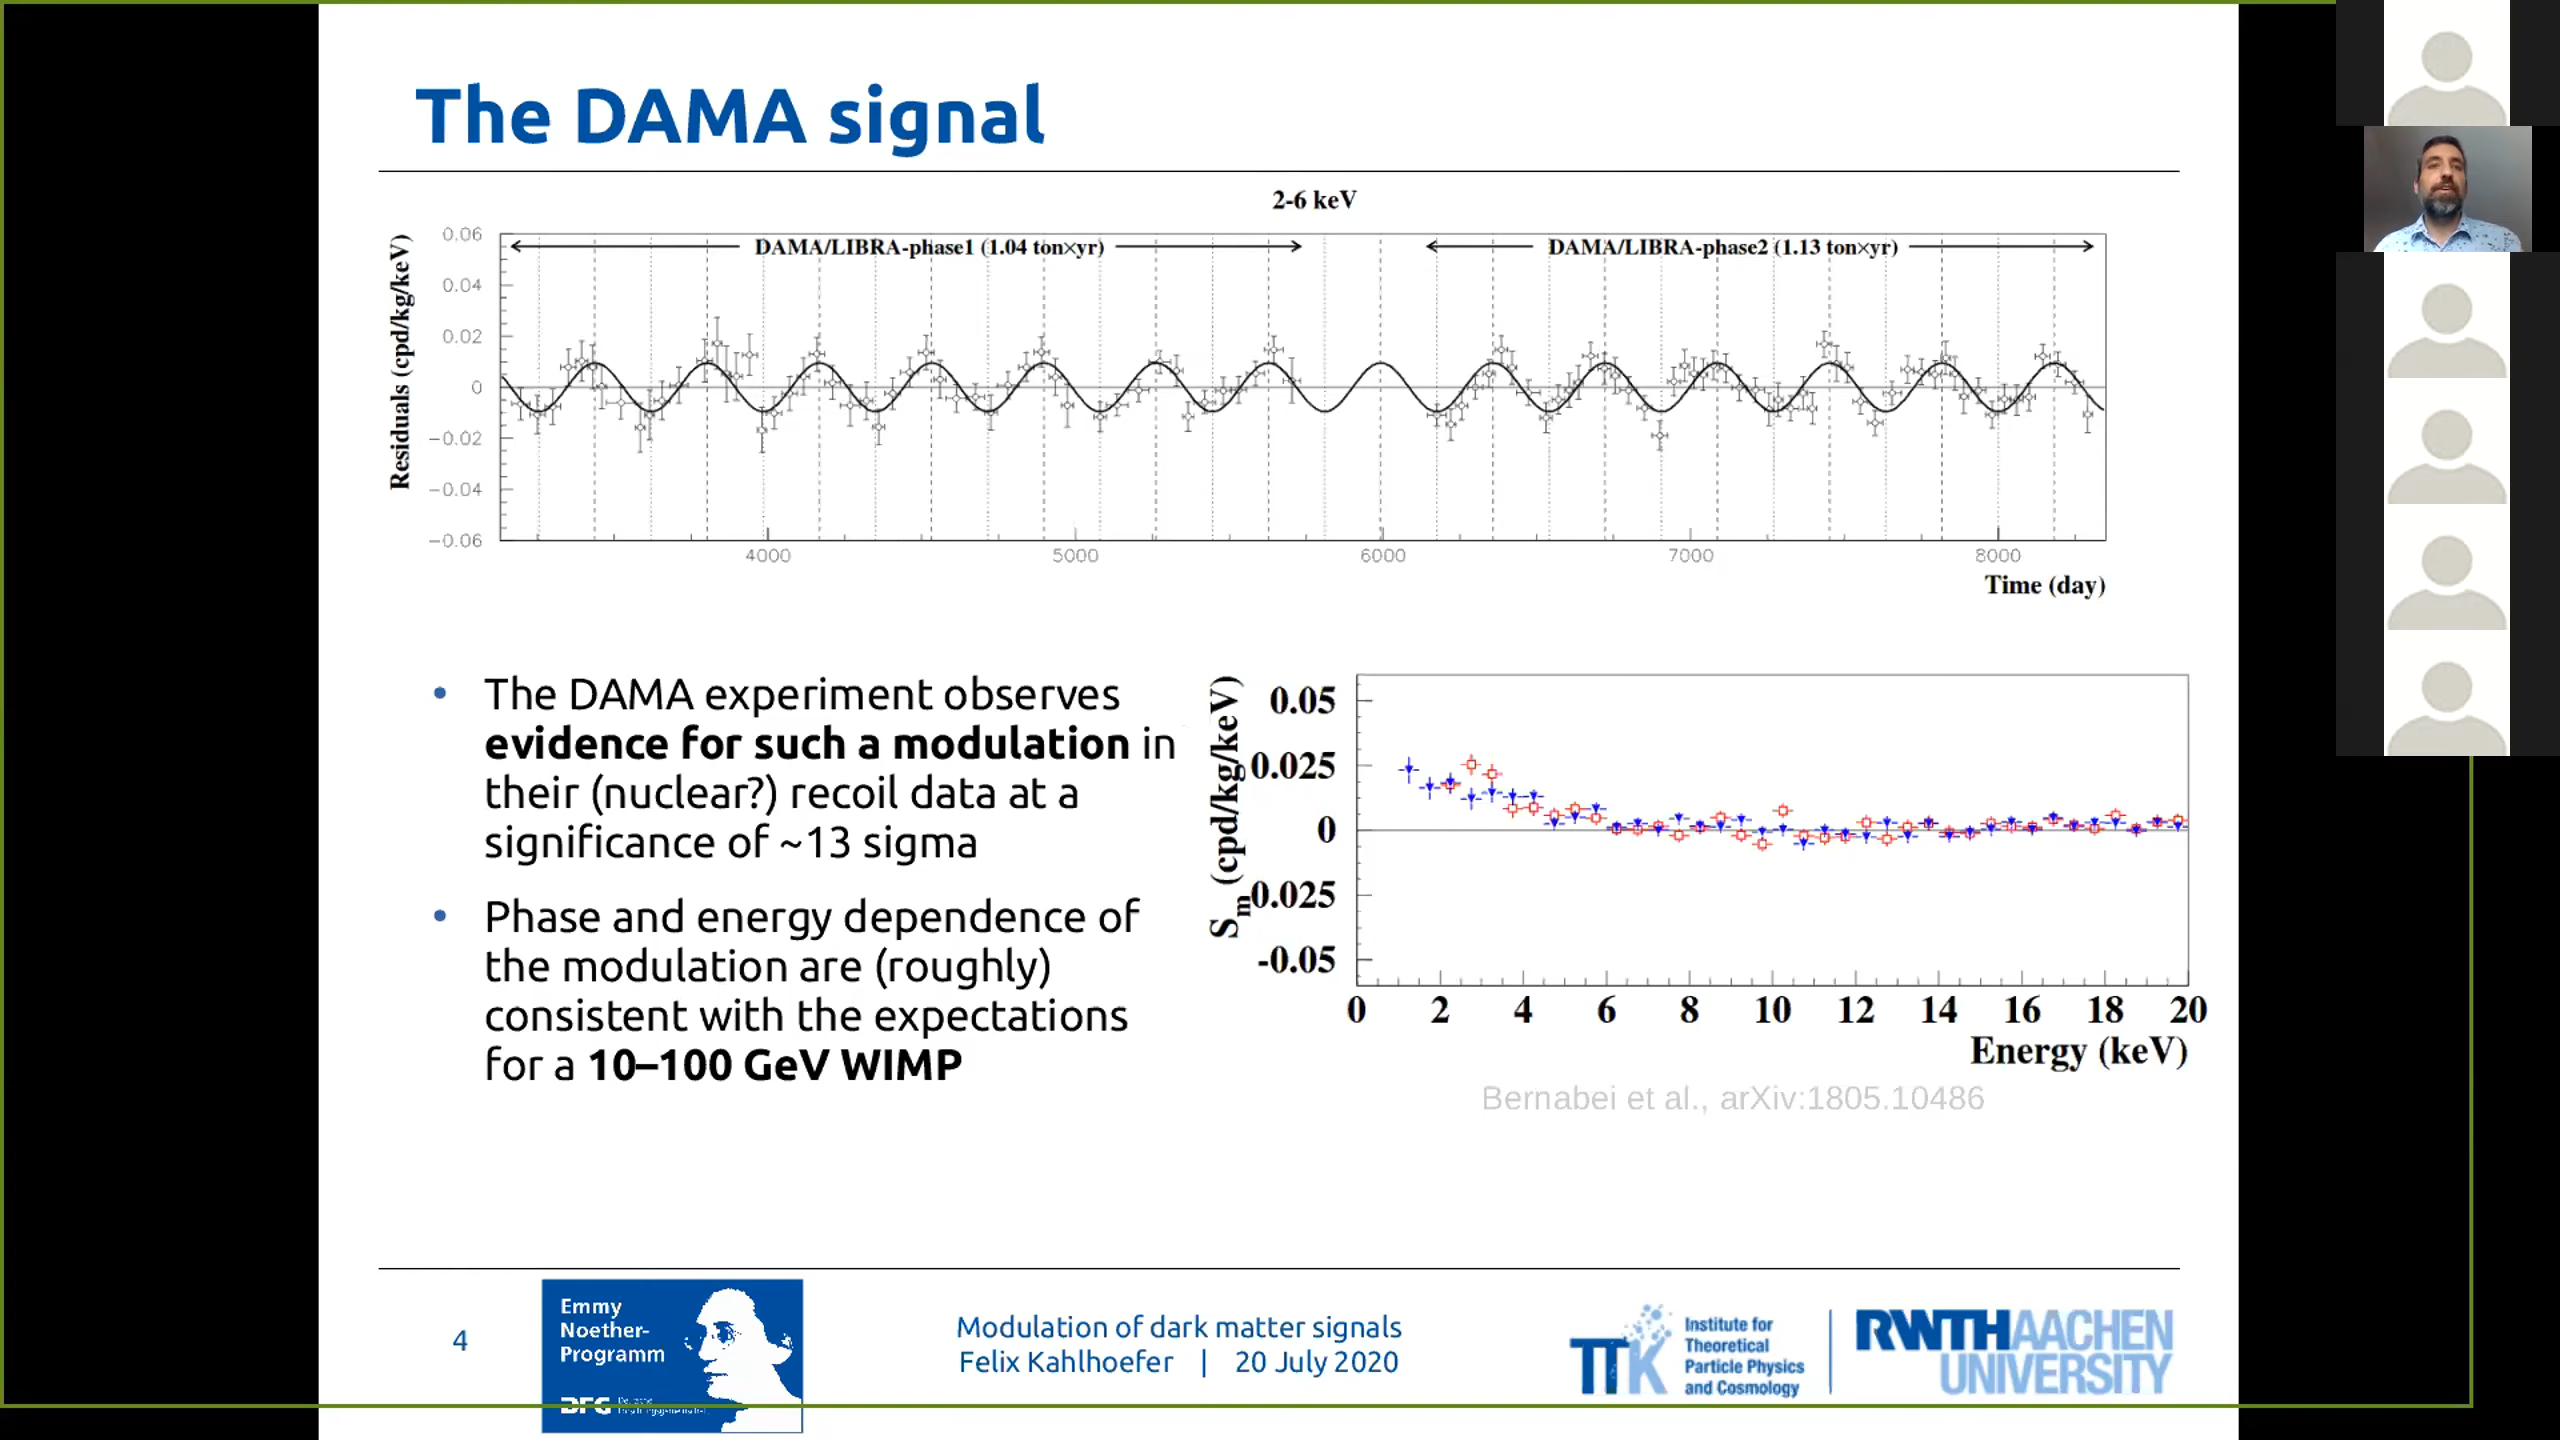 The DAMA signal
2-6 keV
DAMA/LIBRA-phase1 (1.04 ton×yr)
DAMA/LIBRA-phase2 (1.13 ton×yr)
Residuals (cpd/kg/keV)
0.06
0.04
0.02
0
−0.02
−0.04
−0.06
4000
5000
6000
7000
8000
Time (day)
• The DAMA experiment observes
evidence for such a modulation in
their (nuclear?) recoil data at a
significance of ~13 sigma
• Phase and energy dependence of
the modulation are (roughly)
consistent with the expectations
for a 10–100 GeV WIMP
Sm (cpd/kg/keV)
0.05
0.025
0
-0.025
-0.05
0 2 4 6 8 10 12 14 16 18 20
Energy (keV)
Bernabei et al., arXiv:1805.10486
4
Emmy
Noether-
Programm
DFG
Modulation of dark matter signals
Felix Kahlhoefer | 20 July 2020
TTK
Institute for
Theoretical
Particle Physics
and Cosmology
RWTHAACHEN
UNIVERSITY